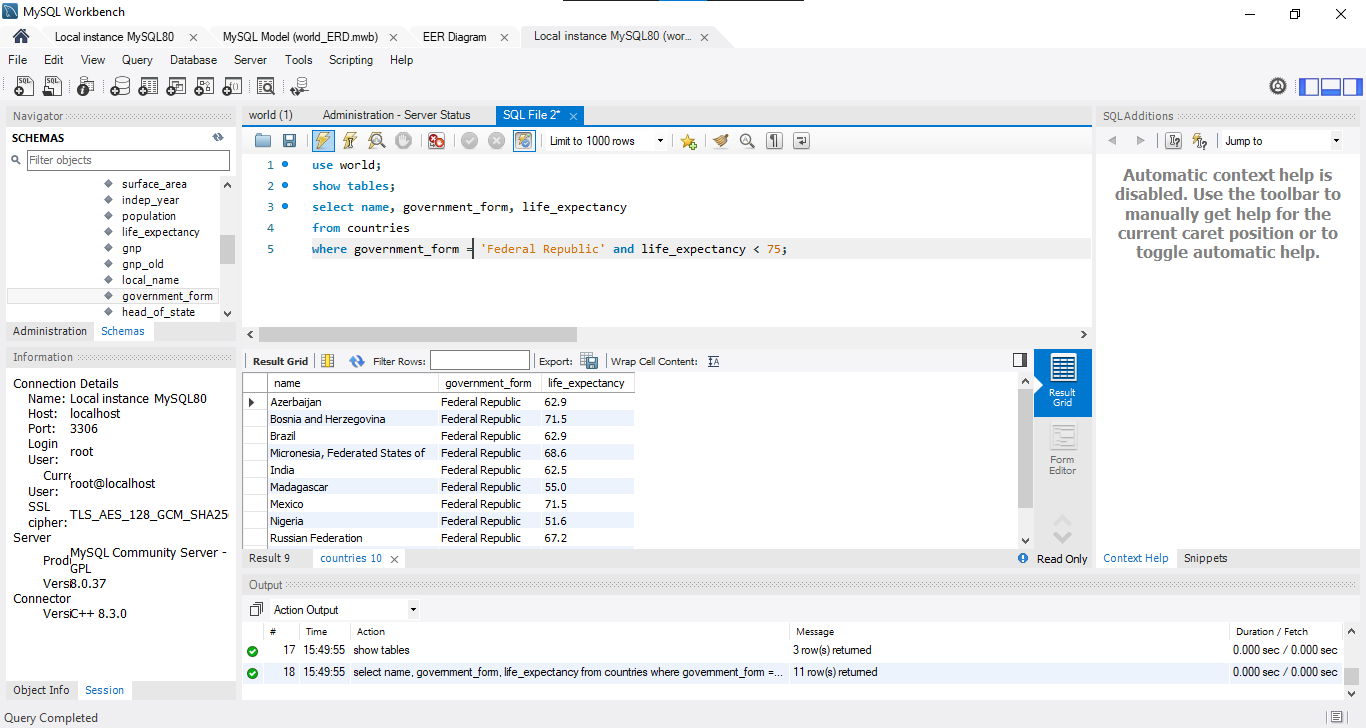 MySQL Workbench
Local instance MySQL80 MySQL Model (world_ERD.mwb) EER Diagram Local instance MySQL80 (wor...
File Edit View Query Database Server Tools Scripting Help
Navigator
SCHEMAS
Filter objects
surface_area
indep_year
population
life_expectancy
gnp
gnp_old
local_name
government_form
head_of_state
Administration Schemas
Information
Connection Details
Name: Local instance MySQL80
Host: localhost
Port: 3306
Login User: root
Curre User: root@localhost
SSL cipher: TLS_AES_128_GCM_SHA256
Server
Prod MySQL Community Server - GPL
Versi 8.0.37
Connector
Versi C++ 8.3.0
Object Info Session
Query Completed
world (1) Administration - Server Status SQL File 2*
Limit to 1000 rows
1 use world;
2 show tables;
3 select name, government_form, life_expectancy
4 from countries
5 where government_form = 'Federal Republic' and life_expectancy < 75;
Result Grid Filter Rows: Export: Wrap Cell Content:
name government_form life_expectancy
Azerbaijan Federal Republic 62.9
Bosnia and Herzegovina Federal Republic 71.5
Brazil Federal Republic 62.9
Micronesia, Federated States of Federal Republic 68.6
India Federal Republic 62.5
Madagascar Federal Republic 55.0
Mexico Federal Republic 71.5
Nigeria Federal Republic 51.6
Russian Federation Federal Republic 67.2
Result Grid
Form Editor
Result 9 countries 10
Read Only
Output
Action Output
# Time Action Message Duration / Fetch
17 15:49:55 show tables 3 row(s) returned 0.000 sec / 0.000 sec
18 15:49:55 select name, government_form, life_expectancy from countries where government_form =... 11 row(s) returned 0.000 sec / 0.000 sec
SQLAdditions
Jump to
Automatic context help is
disabled. Use the toolbar to
manually get help for the
current caret position or to
toggle automatic help.
Context Help Snippets